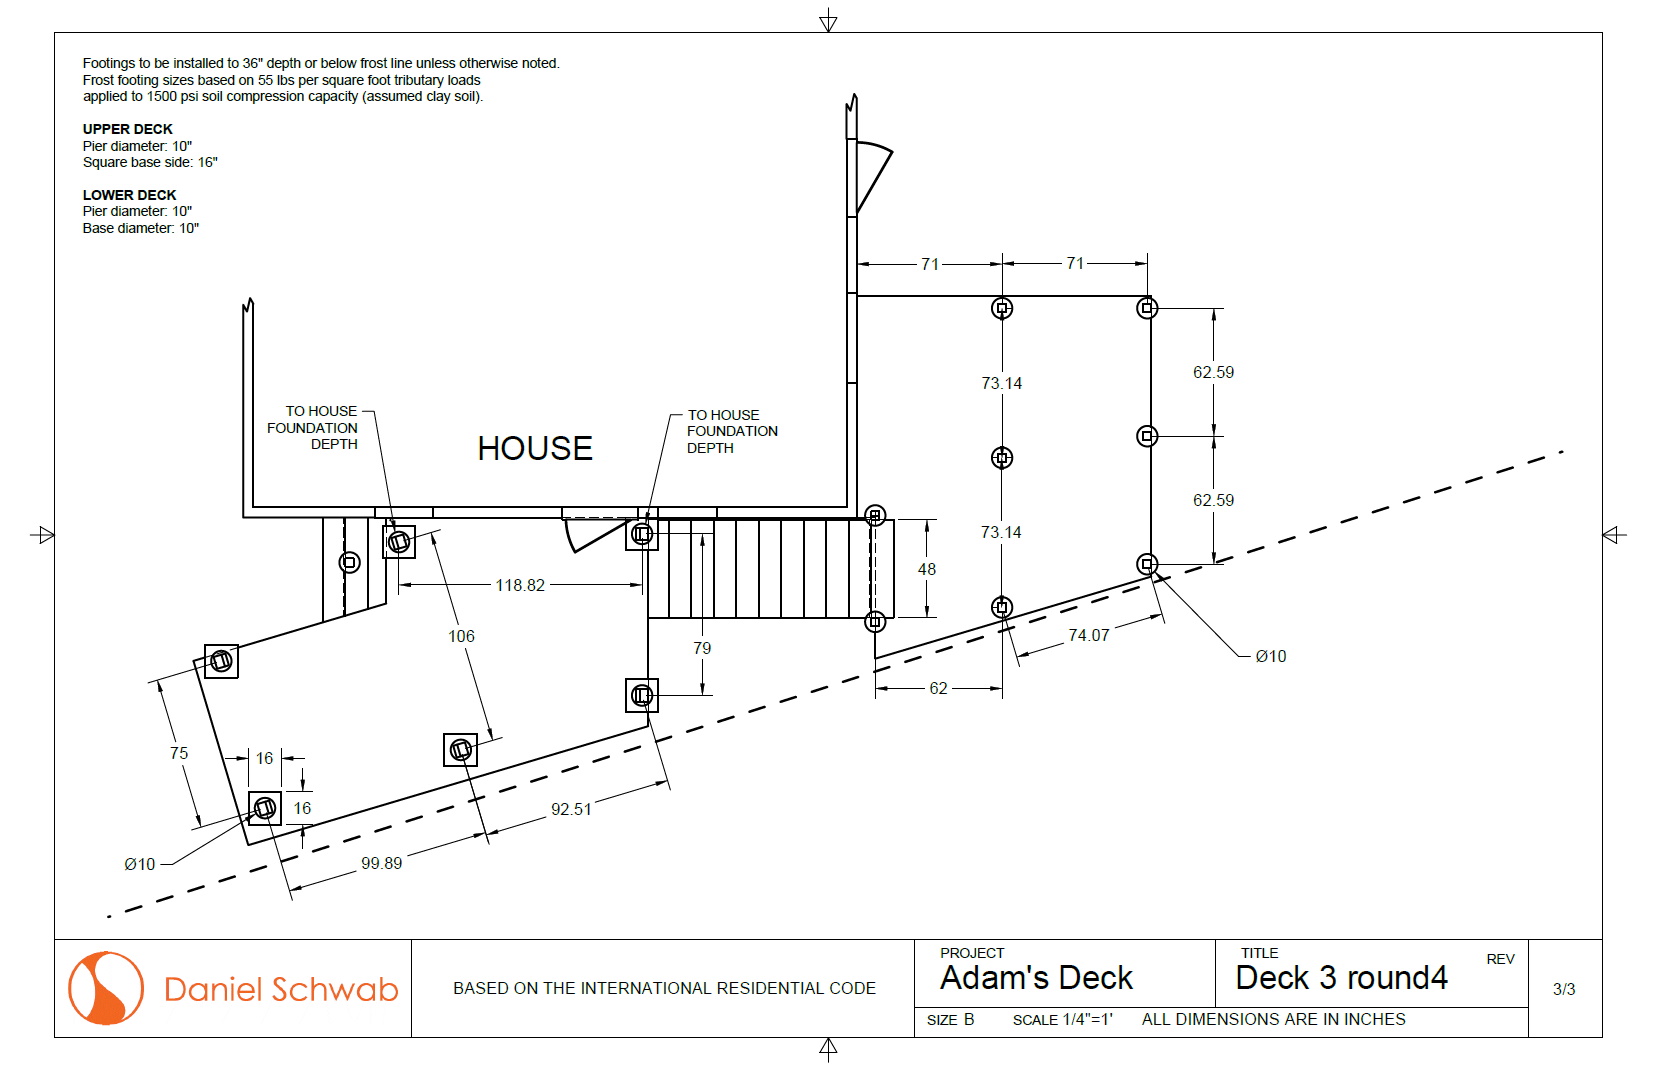 Footings to be installed to 36" depth or below frost line unless otherwise noted.
Frost footing sizes based on 55 lbs per square foot tributary loads
applied to 1500 psi soil compression capacity (assumed clay soil).
UPPER DECK
Pier diameter: 10"
Square base side: 16"
LOWER DECK
Pier diameter: 10"
Base diameter: 10"
71
71
62.59
73.14
TO HOUSE
FOUNDATION
DEPTH
HOUSE
TO HOUSE
FOUNDATION
DEPTH
62.59
73.14
48
118.82
106
79
74.07
Ø10
62
75
16
16
92.51
Ø10
99.89
Daniel Schwab
BASED ON THE INTERNATIONAL RESIDENTIAL CODE
PROJECT
Adam's Deck
TITLE
Deck 3 round4
REV
3/3
SIZE B
SCALE 1/4"=1'
ALL DIMENSIONS ARE IN INCHES